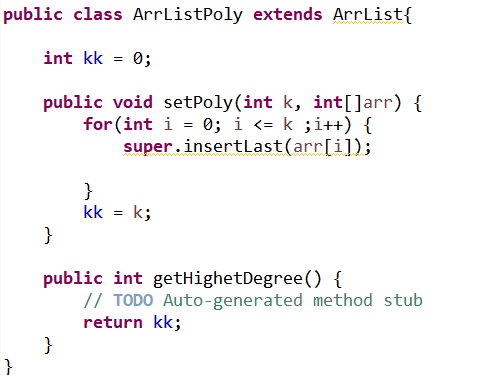 public class ArrListPoly extends ArrList{
int kk = 0;
public void setPoly(int k, int[]arr) {
for(int i = 0; i <= k ;i++) {
super.insertLast(arr[i]);
}
kk = k;
}
public int getHighetDegree() {
// TODO Auto-generated method stub
return kk;
}
}